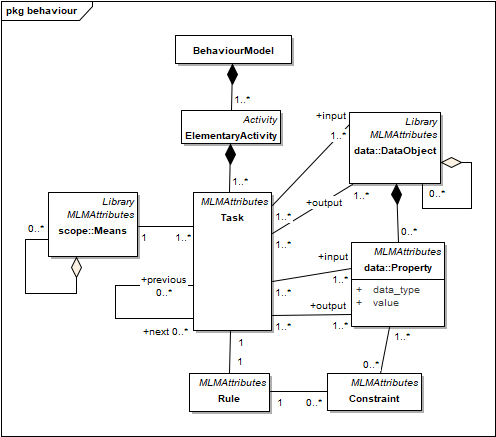 pkg behaviour
BehaviourModel
1..*
Activity
ElementaryActivity
1..*
+input
1..*
Library
MLMAttributes
data::DataObject
0..*
+output
1..*
1..*
1..*
Library
MLMAttributes
scope::Means
0..*
1
1..*
MLMAttributes
Task
0..*
+input
1..*
1..*
MLMAttributes
data::Property
+ data_type
+ value
+previous
0..*
+next 0..*
+output
1..*
1..*
1
1
1..*
0..*
MLMAttributes
Rule
1
0..*
MLMAttributes
Constraint